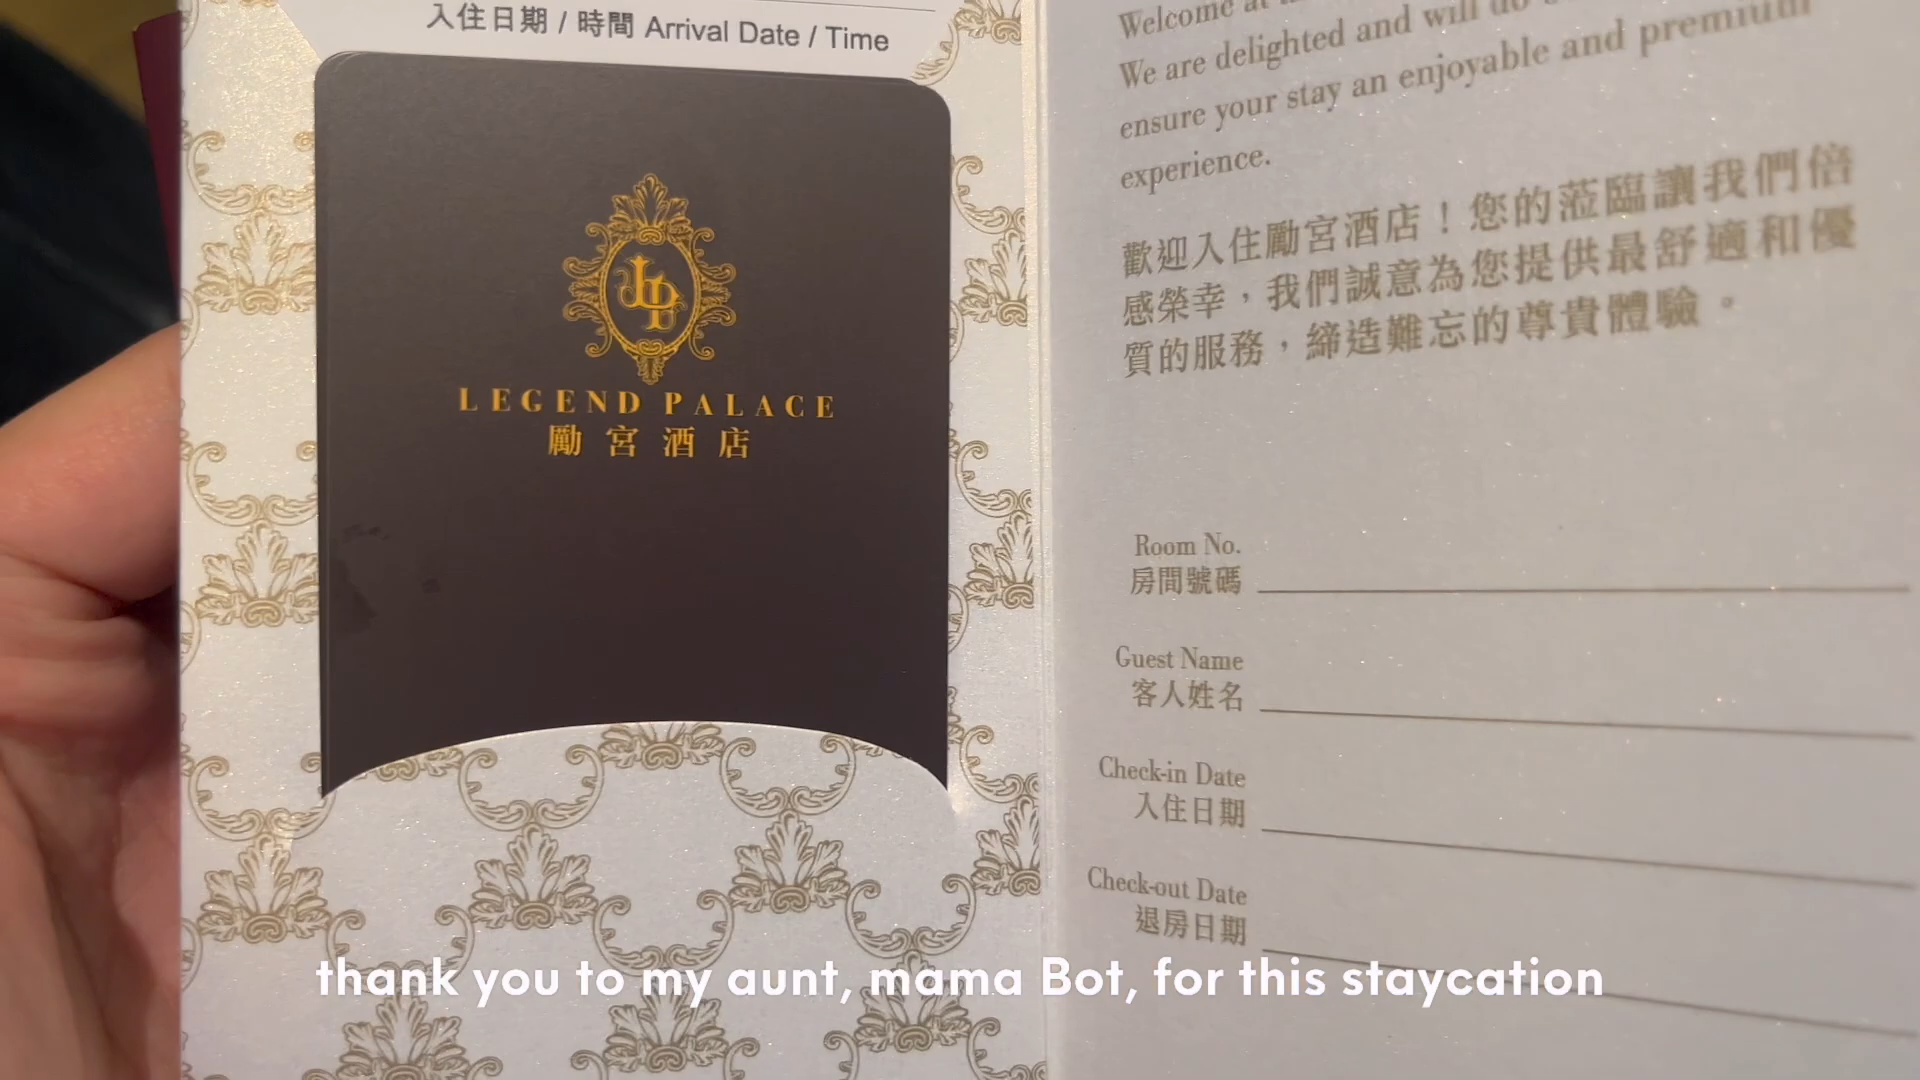 入住日期 / 時間 Arrival Date / Time
LP
LEGEND PALACE
勵宮酒店
Welcome at
We are delighted and will do
ensure your stay an enjoyable and premium
experience.
歡迎入住勵宮酒店！您的蒞臨讓我們倍
感榮幸，我們誠意為您提供最舒適和優
質的服務，締造難忘的尊貴體驗。
Room No.
房間號碼
Guest Name
客人姓名
Check-in Date
入住日期
Check-out Date
退房日期
thank you to my aunt, mama Bot, for this staycation